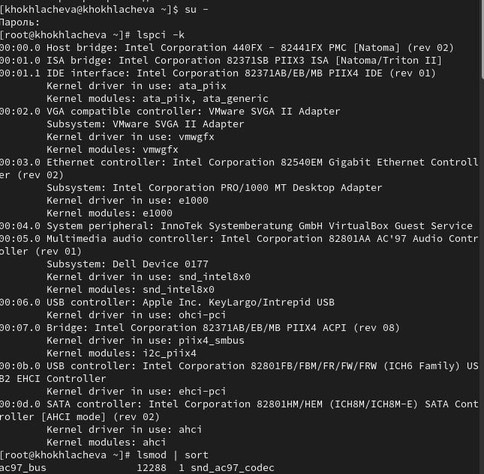 [khokhlacheva@khokhlacheva ~]$ su -
Пароль:
[root@khokhlacheva ~]# lspci -k
00:00.0 Host bridge: Intel Corporation 440FX - 82441FX PMC [Natoma] (rev 02)
00:01.0 ISA bridge: Intel Corporation 82371SB PIIX3 ISA [Natoma/Triton II]
00:01.1 IDE interface: Intel Corporation 82371AB/EB/MB PIIX4 IDE (rev 01)
        Kernel driver in use: ata_piix
        Kernel modules: ata_piix, ata_generic
00:02.0 VGA compatible controller: VMware SVGA II Adapter
        Subsystem: VMware SVGA II Adapter
        Kernel driver in use: vmwgfx
        Kernel modules: vmwgfx
00:03.0 Ethernet controller: Intel Corporation 82540EM Gigabit Ethernet Controll
er (rev 02)
        Subsystem: Intel Corporation PRO/1000 MT Desktop Adapter
        Kernel driver in use: e1000
        Kernel modules: e1000
00:04.0 System peripheral: InnoTek Systemberatung GmbH VirtualBox Guest Service
00:05.0 Multimedia audio controller: Intel Corporation 82801AA AC'97 Audio Contr
oller (rev 01)
        Subsystem: Dell Device 0177
        Kernel driver in use: snd_intel8x0
        Kernel modules: snd_intel8x0
00:06.0 USB controller: Apple Inc. KeyLargo/Intrepid USB
        Kernel driver in use: ohci-pci
00:07.0 Bridge: Intel Corporation 82371AB/EB/MB PIIX4 ACPI (rev 08)
        Kernel driver in use: piix4_smbus
        Kernel modules: i2c_piix4
00:0b.0 USB controller: Intel Corporation 82801FB/FBM/FR/FW/FRW (ICH6 Family) US
B2 EHCI Controller
        Kernel driver in use: ehci-pci
00:0d.0 SATA controller: Intel Corporation 82801HM/HEM (ICH8M/ICH8M-E) SATA Cont
roller [AHCI mode] (rev 02)
        Kernel driver in use: ahci
        Kernel modules: ahci
[root@khokhlacheva ~]# lsmod | sort
ac97_bus               12288  1 snd_ac97_codec